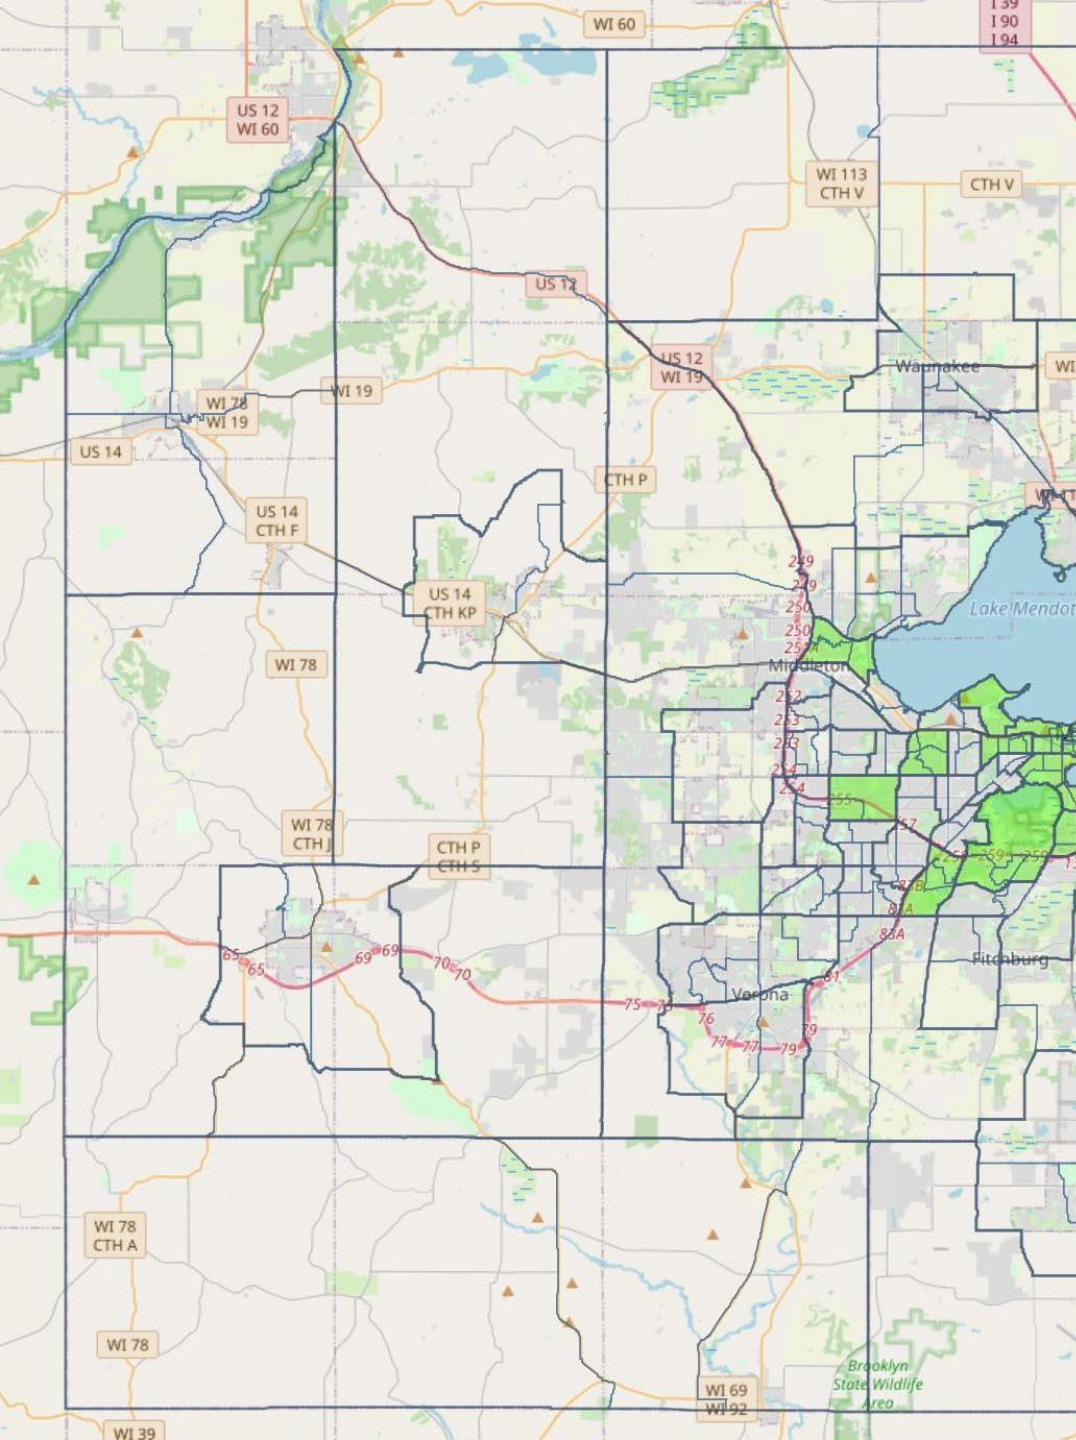 I 39
I 90
I 94
WI 60
US 12
WI 60
WI 113
CTH V
CTH V
US 12
US 12
WI 19
Waunakee
WI 19
WI 78
WI 19
US 14
CTH P
US 14
CTH F
249
249
250
250
US 14
CTH KP
Lake Mendot
WI 78
Middleton
252
253
253
254
254
255
257
259
259
WI 78
CTH J
CTH P
CTH S
83B
83A
83A
65
65
69
69
70
70
Fitchburg
81
75
Verona
76
79
77
77
79
WI 78
CTH A
WI 78
Brooklyn
State Wildlife
Area
WI 69
WI 92
WI 39